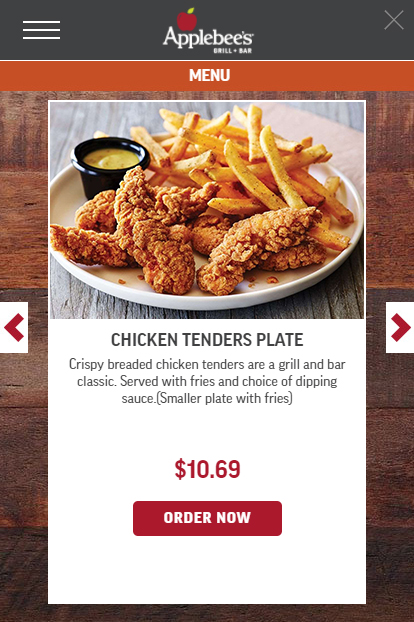 Applebee's
GRILL + BAR
MENU
CHICKEN TENDERS PLATE
Crispy breaded chicken tenders are a grill and bar
classic. Served with fries and choice of dipping
sauce.(Smaller plate with fries)
$10.69
ORDER NOW